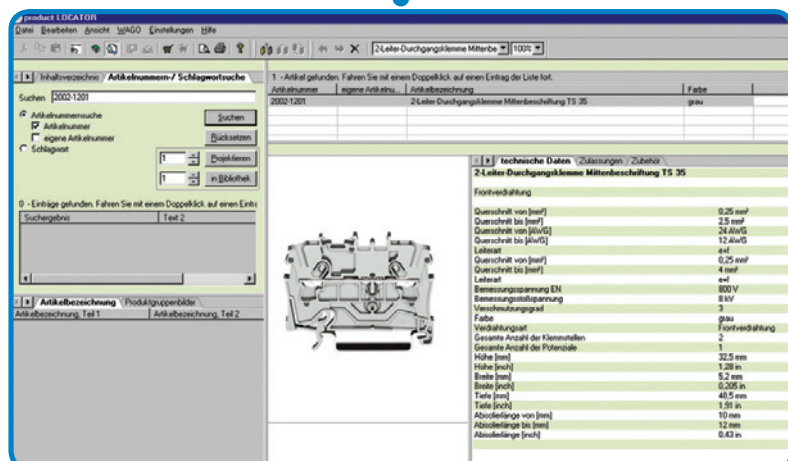 product LOCATOR
Datei Bearbeiten Ansicht WAGO Einstellungen Hilfe
2-Leiter-Durchgangsklemme Mittenbe 100%
Inhaltsverzeichnis Artikelnummern-/ Schlagwortsuche
Suchen 2002-1201
Artikelnummernsuche Suchen
Artikelnummer
eigene Artikelnummer Rücksetzen
Schlagwort
1 Projektieren
1 in Bibliothek
0 - Einträge gefunden. Fahren Sie mit einem Doppelklick auf einen Eintra
Suchergebnis Text 2
Artikelbezeichnung Produktgruppenbilder
Artikelbezeichnung, Teil 1 Artikelbezeichnung, Teil 2
1 - Artikel gefunden. Fahren Sie mit einem Doppelklick auf einen Eintrag der Liste fort.
Artikelnummer eigene Artikelnu... Artikelbezeichnung Farbe
2002-1201 2-Leiter-Durchgangsklemme Mittenbeschriftung TS 35 grau
technische Daten Zulassungen Zubehör
2-Leiter-Durchgangsklemme Mittenbeschriftung TS 35
Frontverdrahtung
Querschnitt von [mm²] 0,25 mm²
Querschnitt bis [mm²] 2,5 mm²
Querschnitt von [AWG] 24 AWG
Querschnitt bis [AWG] 12 AWG
Leiterart e+f
Querschnitt von [mm²] 0,25 mm²
Querschnitt bis [mm²] 4 mm²
Leiterart e+f
Bemessungsspannung EN 800 V
Bemessungsstoßspannung 8 kV
Verschmutzungsgrad 3
Farbe grau
Verdrahtungsart Frontverdrahtung
Gesamte Anzahl der Klemmstellen 2
Gesamte Anzahl der Potenziale 1
Höhe [mm] 32,5 mm
Höhe [inch] 1,28 in
Breite [mm] 5,2 mm
Breite [inch] 0,205 in
Tiefe [mm] 48,5 mm
Tiefe [inch] 1,91 in
Abisolierlänge von [mm] 10 mm
Abisolierlänge bis [mm] 12 mm
Abisolierlänge [inch] 0,43 in